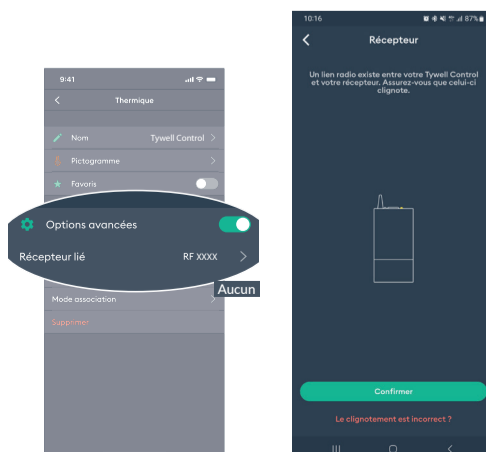 9:41
Thermique
Nom Tywell Control
Pictogramme
Favoris
Options avancées
Récepteur lié RF XXXX
Aucun
Mode association
Supprimer
10:16 87%
Récepteur
Un lien radio existe entre votre Tywell Control
et votre récepteur. Assurez-vous que celui-ci
clignote.
Confirmer
Le clignotement est incorrect ?